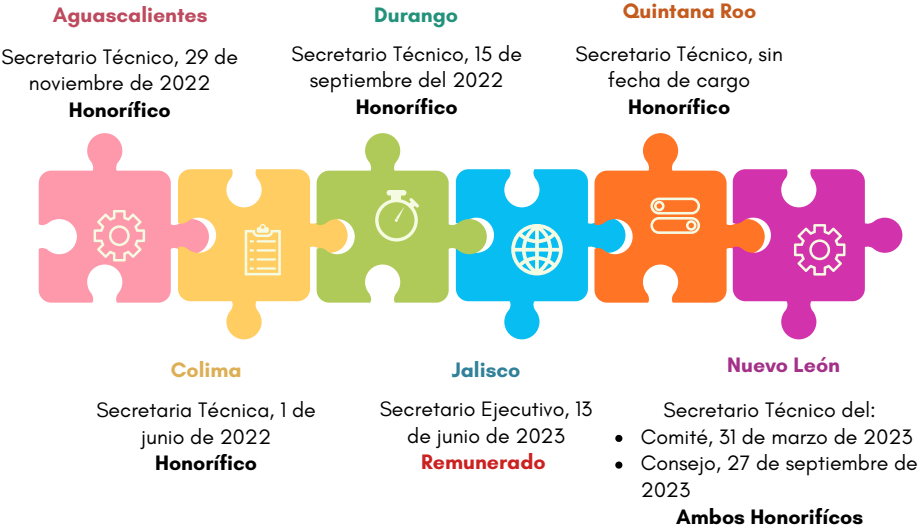 Aguascalientes
Secretario Técnico, 29 de
noviembre de 2022
Honorífico
Durango
Secretario Técnico, 15 de
septiembre del 2022
Honorífico
Quintana Roo
Secretario Técnico, sin
fecha de cargo
Honorífico
Colima
Secretaria Técnica, 1 de
junio de 2022
Honorífico
Jalisco
Secretario Ejecutivo, 13
de junio de 2023
Remunerado
Nuevo León
Secretario Técnico del:
• Comité, 31 de marzo de 2023
• Consejo, 27 de septiembre de
2023
Ambos Honorifícos